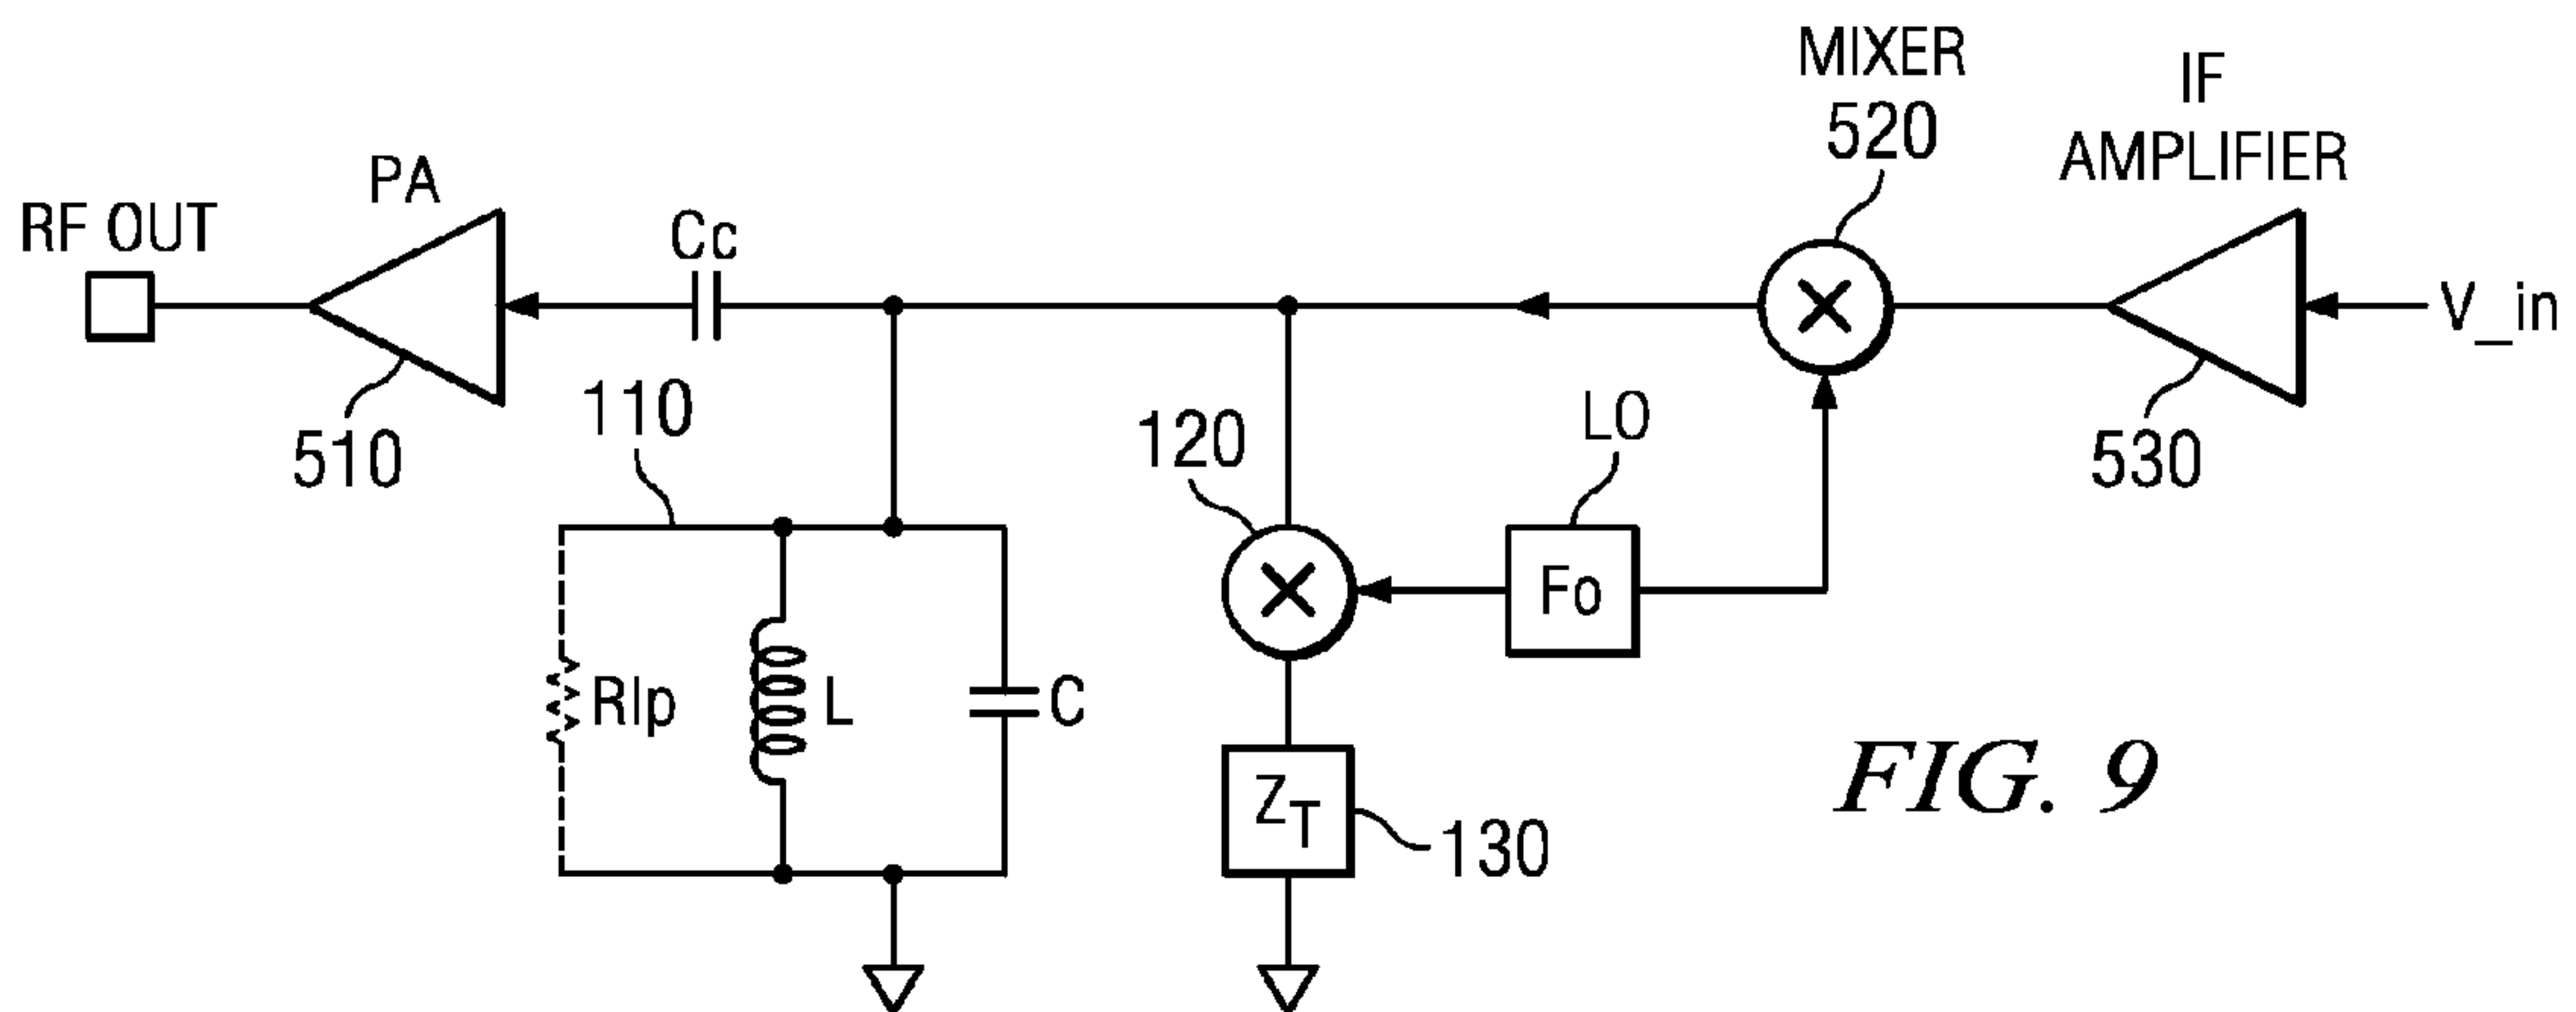 MIXER
520
IF
AMPLIFIER
PA
RF OUT
Cc
V_in
LO
110
120
510
530
Fo
Rlp
L
C
ZT
130
FIG. 9